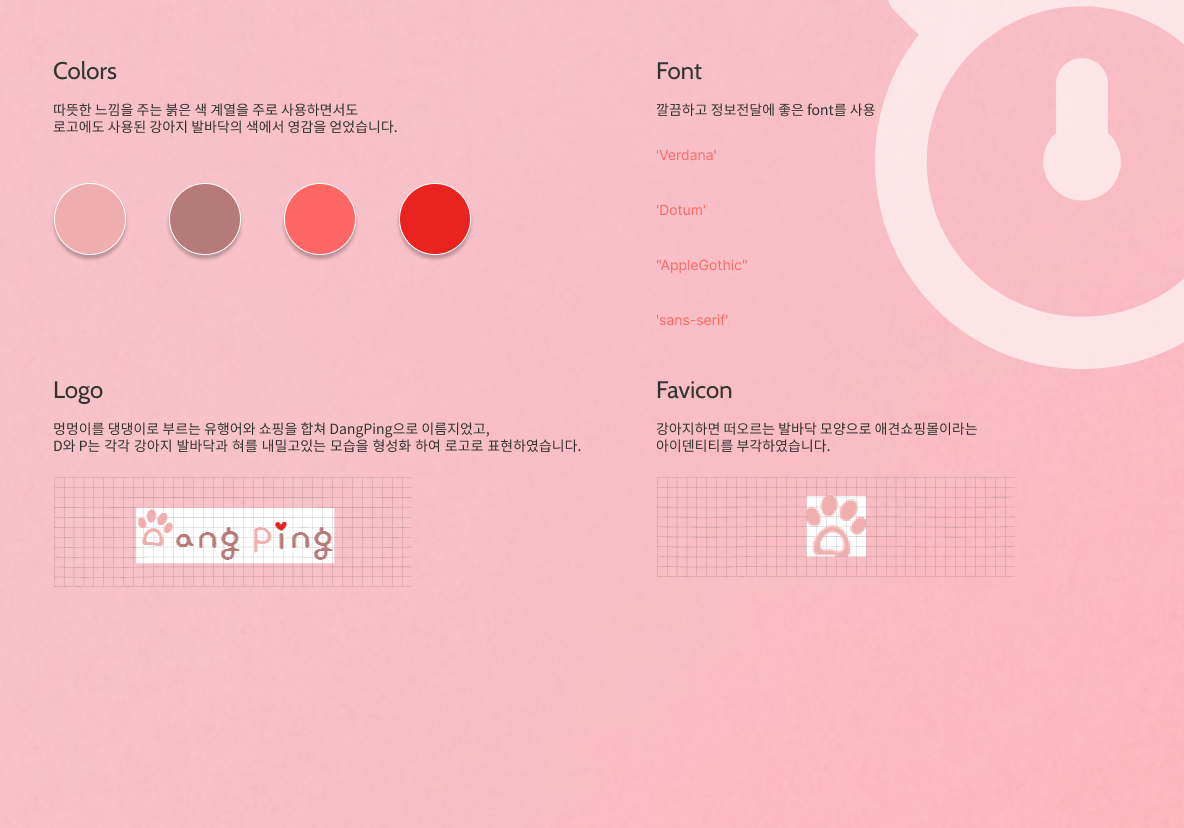 Colors
따뜻한 느낌을 주는 붉은 색 계열을 주로 사용하면서도
로고에도 사용된 강아지 발바닥의 색에서 영감을 얻었습니다.
Font
깔끔하고 정보전달에 좋은 font를 사용
'Verdana'
'Dotum'
"AppleGothic"
'sans-serif'
Logo
멍멍이를 댕댕이로 부르는 유행어와 쇼핑을 합쳐 DangPing으로 이름지었고,
D와 P는 각각 강아지 발바닥과 혀를 내밀고있는 모습을 형성화 하여 로고로 표현하였습니다.
Dang Ping
Favicon
강아지하면 떠오르는 발바닥 모양으로 애견쇼핑몰이라는
아이덴티티를 부각하였습니다.